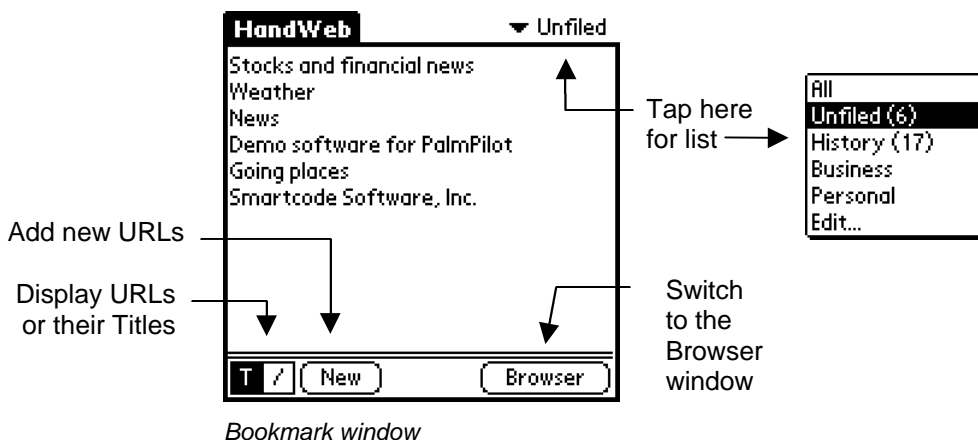 HandWeb
Unfiled
Stocks and financial news
Weather
News
Demo software for PalmPilot
Going places
Smartcode Software, Inc.
Tap here
for list
All
Unfiled (6)
History (17)
Business
Personal
Edit...
Add new URLs
Display URLs
or their Titles
Switch
to the
Browser
window
T / New Browser
Bookmark window